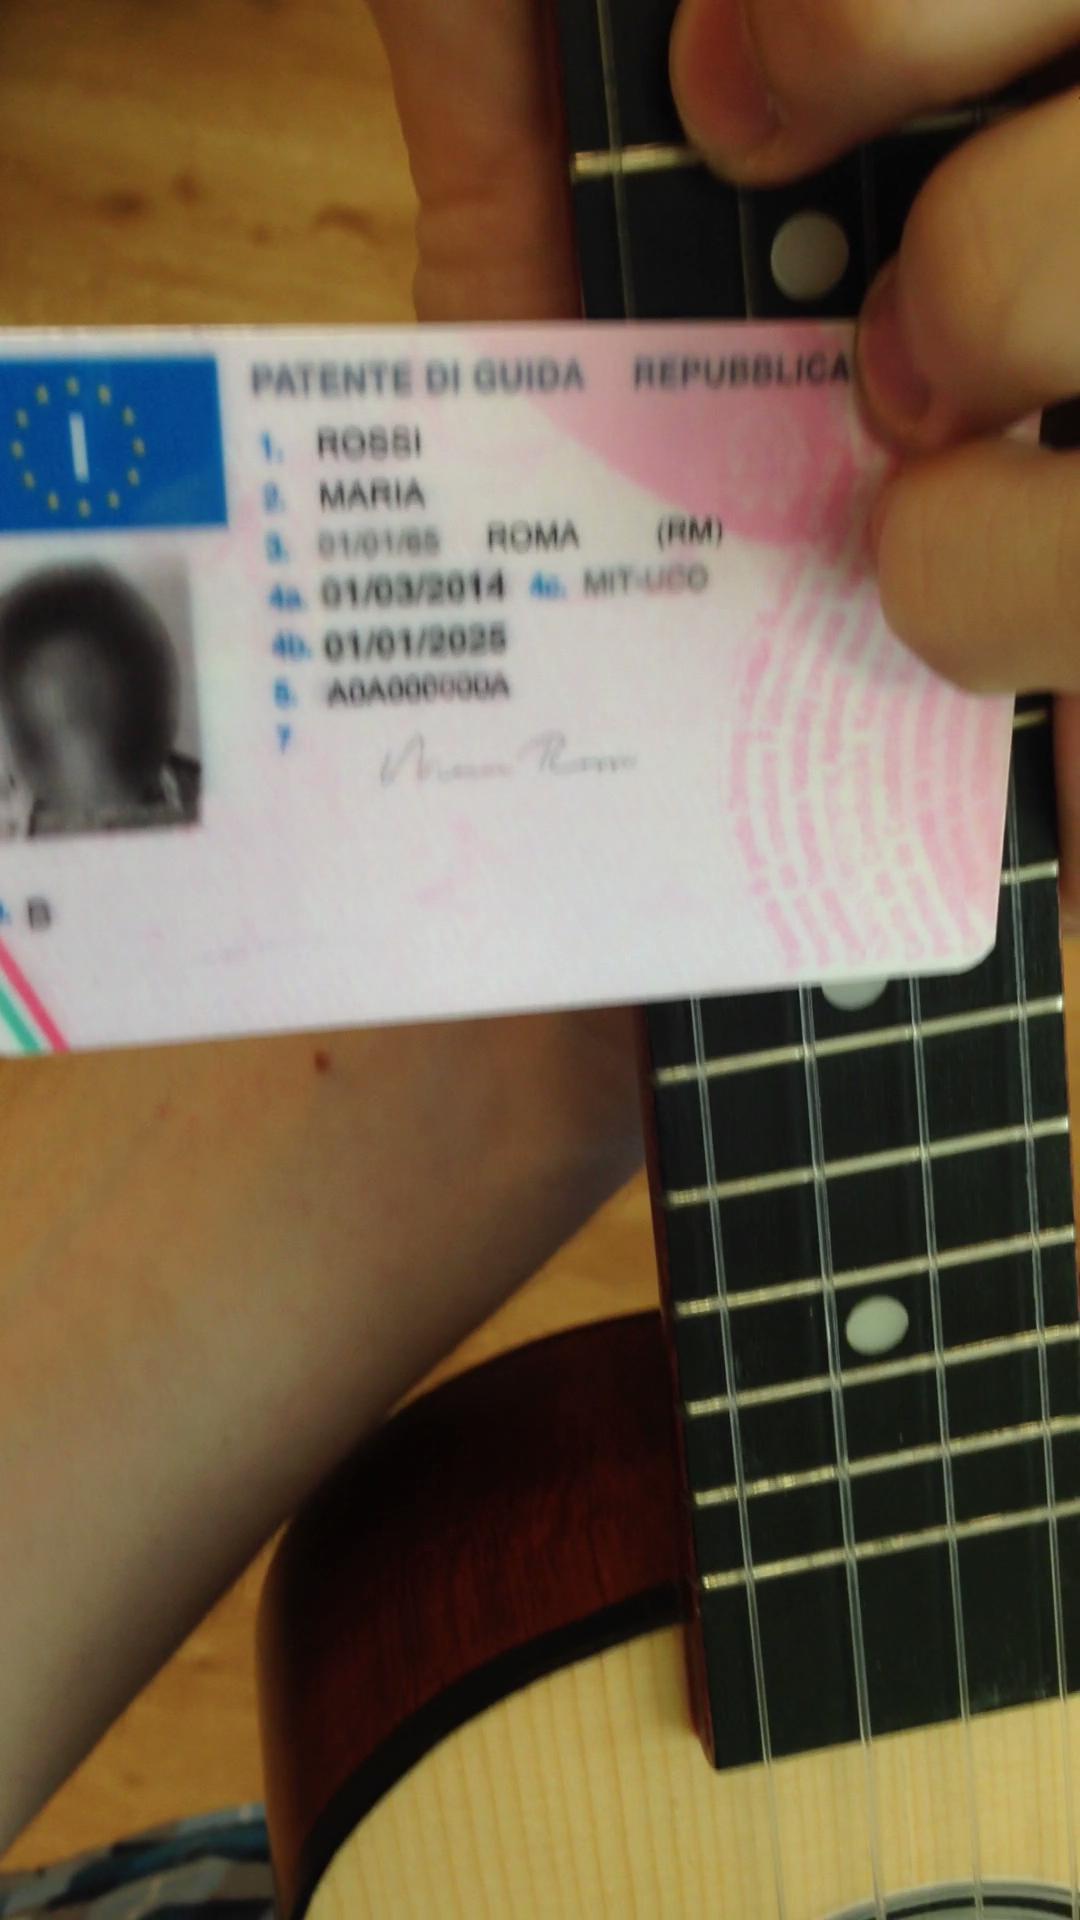 I
PATENTE DI GUIDA REPUBBLICA
1. ROSSI
2. MARIA
3. 01/01/65 ROMA (RM)
4a. 01/03/2014 4c. MIT-UCO
4b. 01/01/2025
5. A0A000000A
7 Maria Rossi
9. B